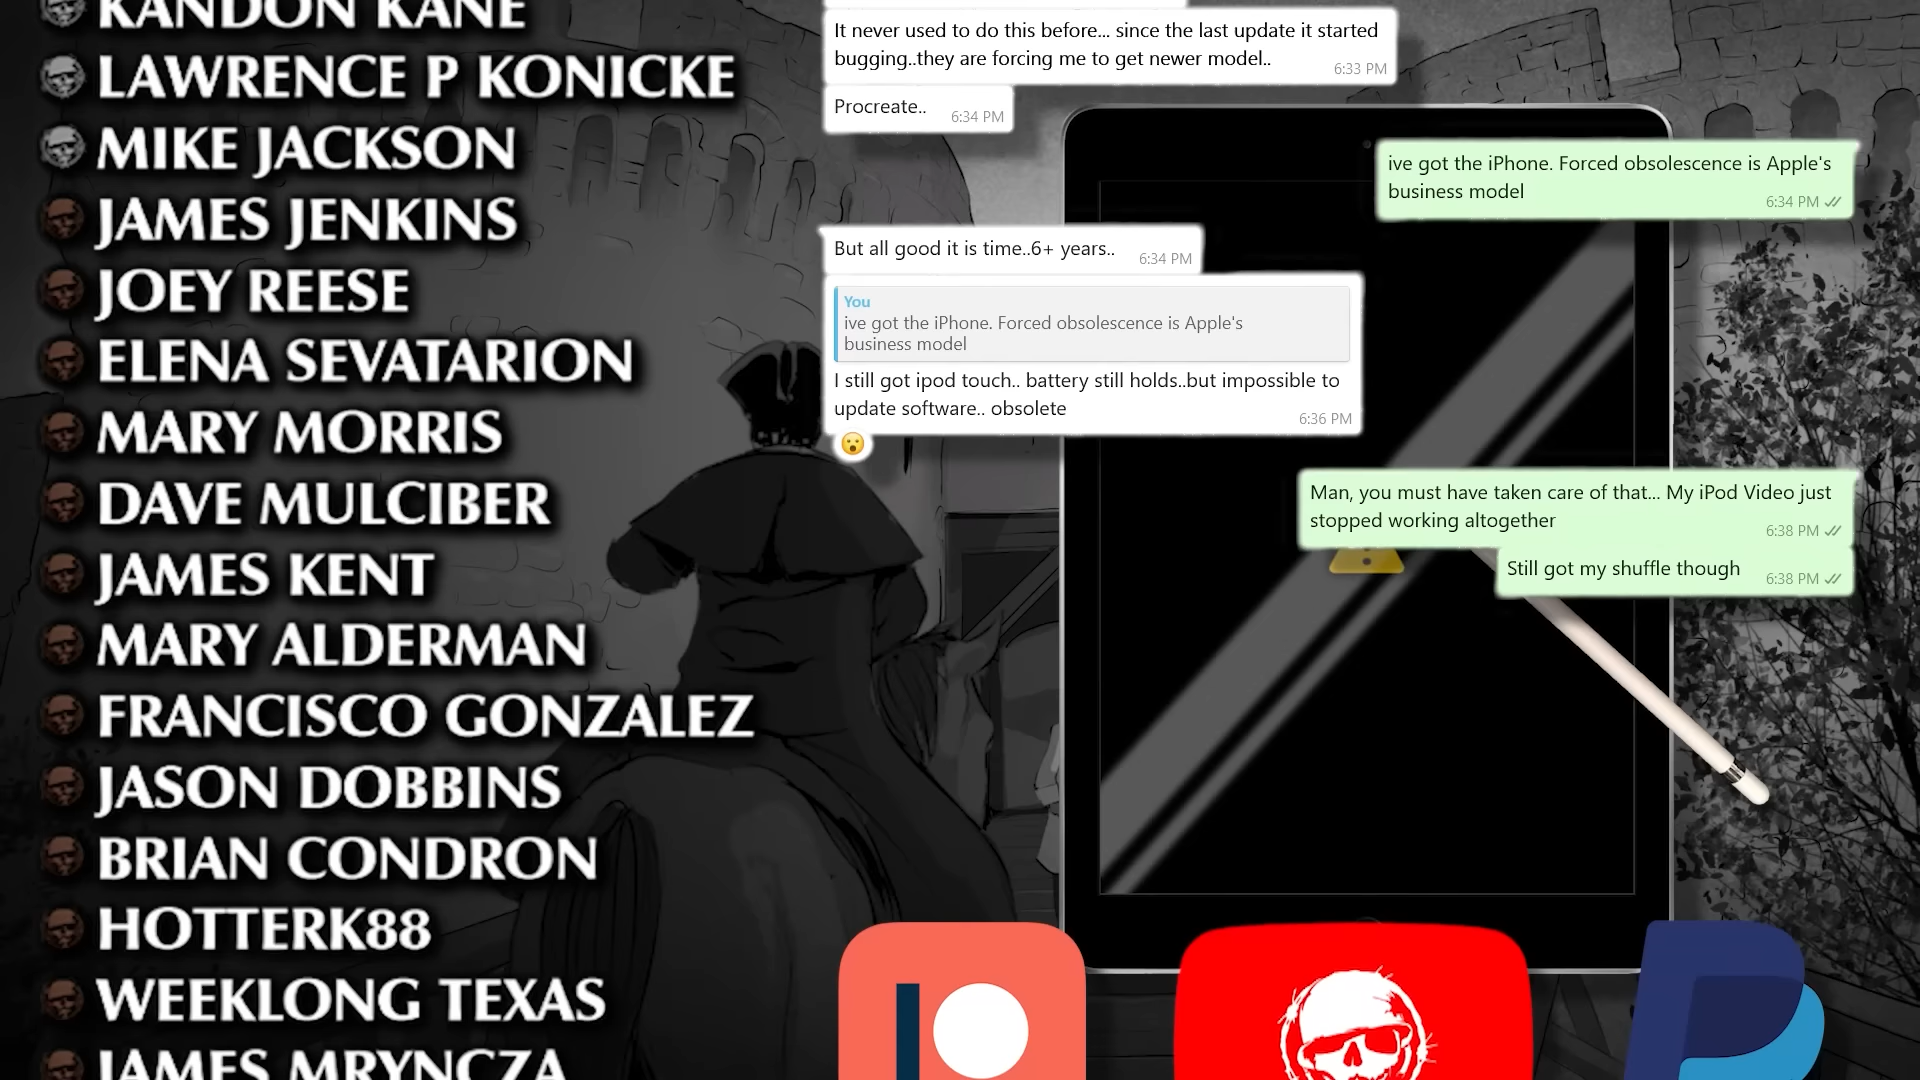 KANDON KANE
LAWRENCE P KONICKE
MIKE JACKSON
JAMES JENKINS
JOEY REESE
ELENA SEVATARION
MARY MORRIS
DAVE MULCIBER
JAMES KENT
MARY ALDERMAN
FRANCISCO GONZALEZ
JASON DOBBINS
BRIAN CONDRON
HOTTERK88
WEEKLONG TEXAS
JAMES MRYNCZA
It never used to do this before... since the last update it started
bugging..they are forcing me to get newer model..
6:33 PM
Procreate..
6:34 PM
ive got the iPhone. Forced obsolescence is Apple's
business model
6:34 PM
But all good it is time..6+ years..
6:34 PM
You
ive got the iPhone. Forced obsolescence is Apple's
business model
I still got ipod touch.. battery still holds..but impossible to
update software.. obsolete
6:36 PM
Man, you must have taken care of that... My iPod Video just
stopped working altogether
6:38 PM
Still got my shuffle though
6:38 PM